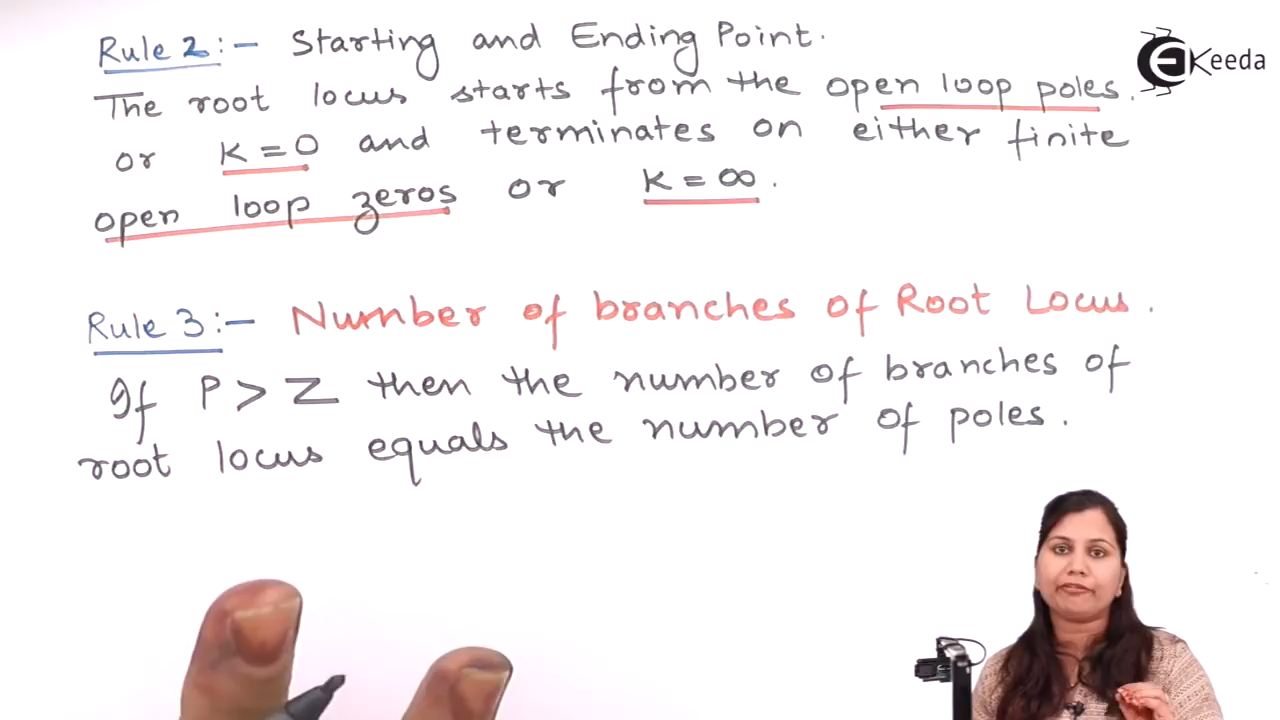 Rule 2:- Starting and Ending Point.
Keeda
The root locus starts from the open loop poles.
or K = 0 and terminates on either finite
open loop zeros or K = ∞.
Rule 3:- Number of branches of Root Locus.
If P > Z then the number of branches of
root locus equals the number of poles.